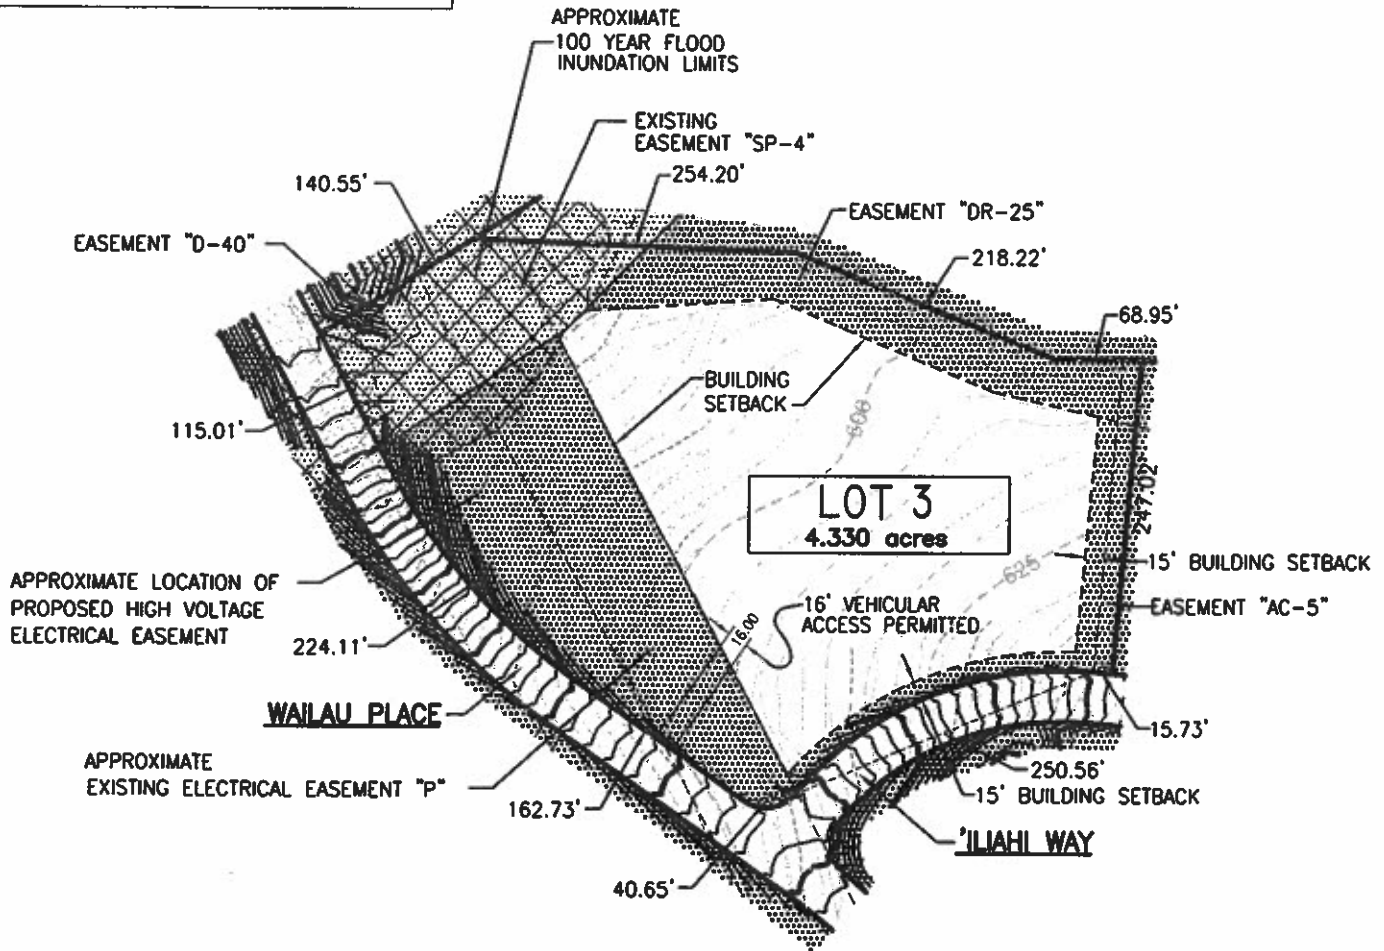 APPROXIMATE
100 YEAR FLOOD
INUNDATION LIMITS
EXISTING
EASEMENT "SP-4"
140.55'
254.20'
EASEMENT "DR-25"
EASEMENT "D-40"
218.22'
68.95'
BUILDING
SETBACK
600
115.01'
247.02
LOT 3
4.330 acres
625
15' BUILDING SETBACK
APPROXIMATE LOCATION OF
PROPOSED HIGH VOLTAGE
ELECTRICAL EASEMENT
16' VEHICULAR
ACCESS PERMITTED
EASEMENT "AC-5"
16.00
224.11'
WAILAU PLACE
15.73'
APPROXIMATE
EXISTING ELECTRICAL EASEMENT "P"
250.56'
15' BUILDING SETBACK
162.73'
'ILIAHI WAY
40.65'